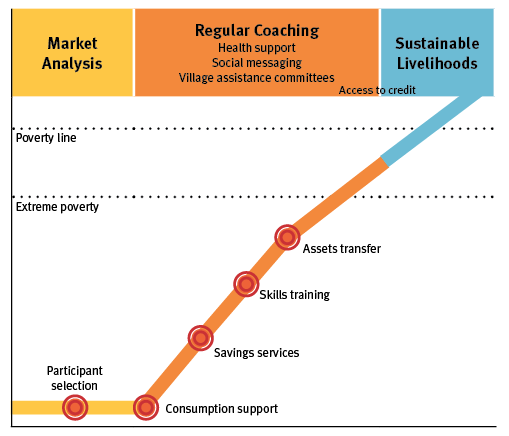 Market
Analysis
Regular Coaching
Health support
Social messaging
Village assistance committees
Sustainable
Livelihoods
Access to credit
Poverty line
Extreme poverty
Assets transfer
Skills training
Savings services
Participant
selection
Consumption support